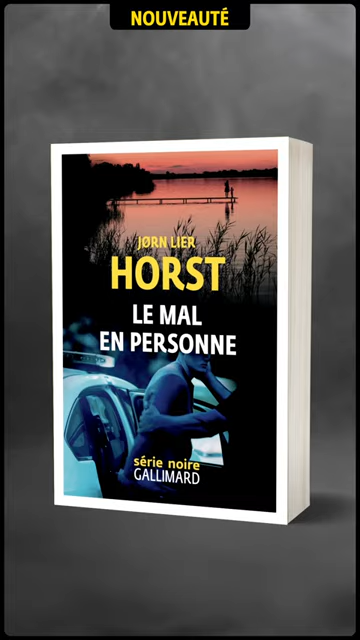 NOUVEAUTÉ
JØRN LIER
HORST
LE MAL
EN PERSONNE
série noire
GALLIMARD